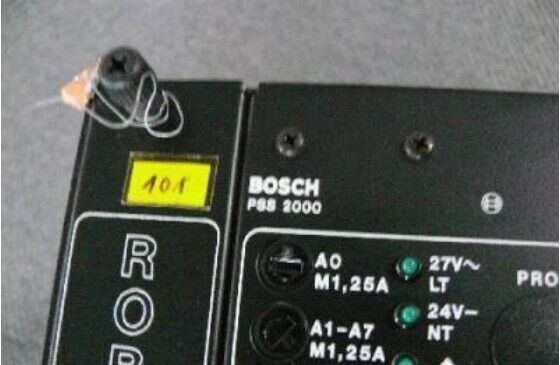 101
BOSCH
PSS 2000
R
O
A0
M1,25A
27V~
LT
A1-A7
M1,25A
24V-
NT
PRO